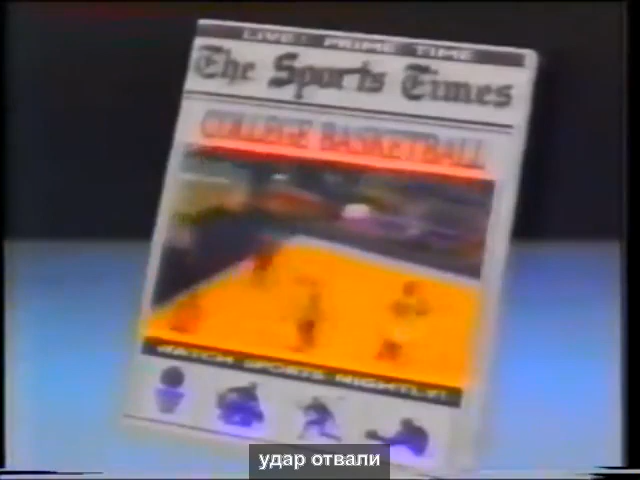 LIVE! PRIME TIME
The Sports Times
COLLEGE BASKETBALL
WATCH SPORTS NIGHTLY!
удар отвали